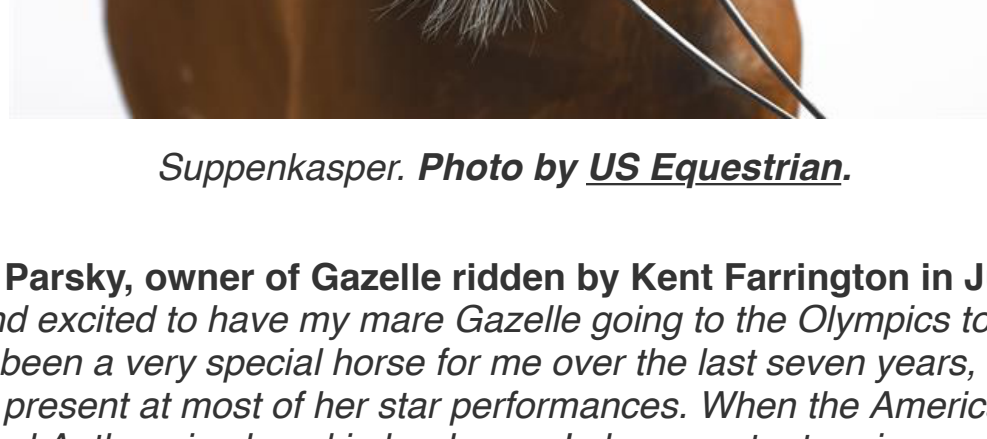 Suppenkasper. Photo by US Equestrian.
Parsky, owner of Gazelle ridden by Kent Farrington in J
nd excited to have my mare Gazelle going to the Olympics to
been a very special horse for me over the last seven years,
present at most of her star performances. When the Americ